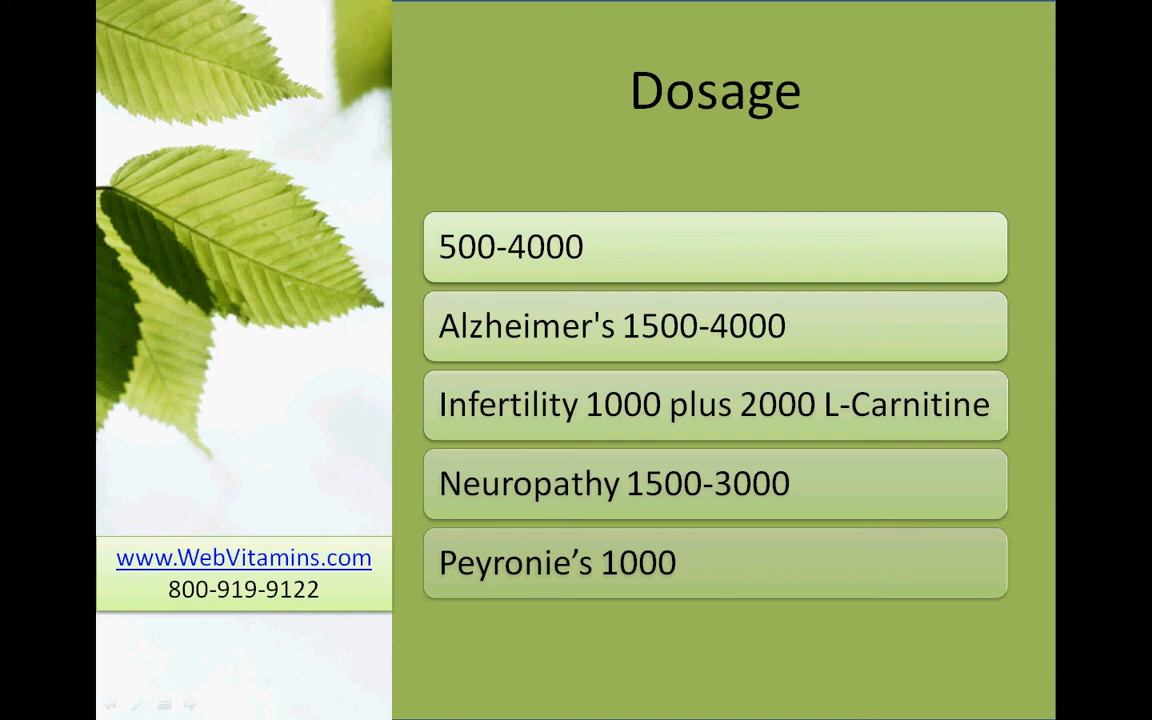 Dosage
500-4000
Alzheimer's 1500-4000
Infertility 1000 plus 2000 L-Carnitine
Neuropathy 1500-3000
Peyronie’s 1000
www.WebVitamins.com
800-919-9122